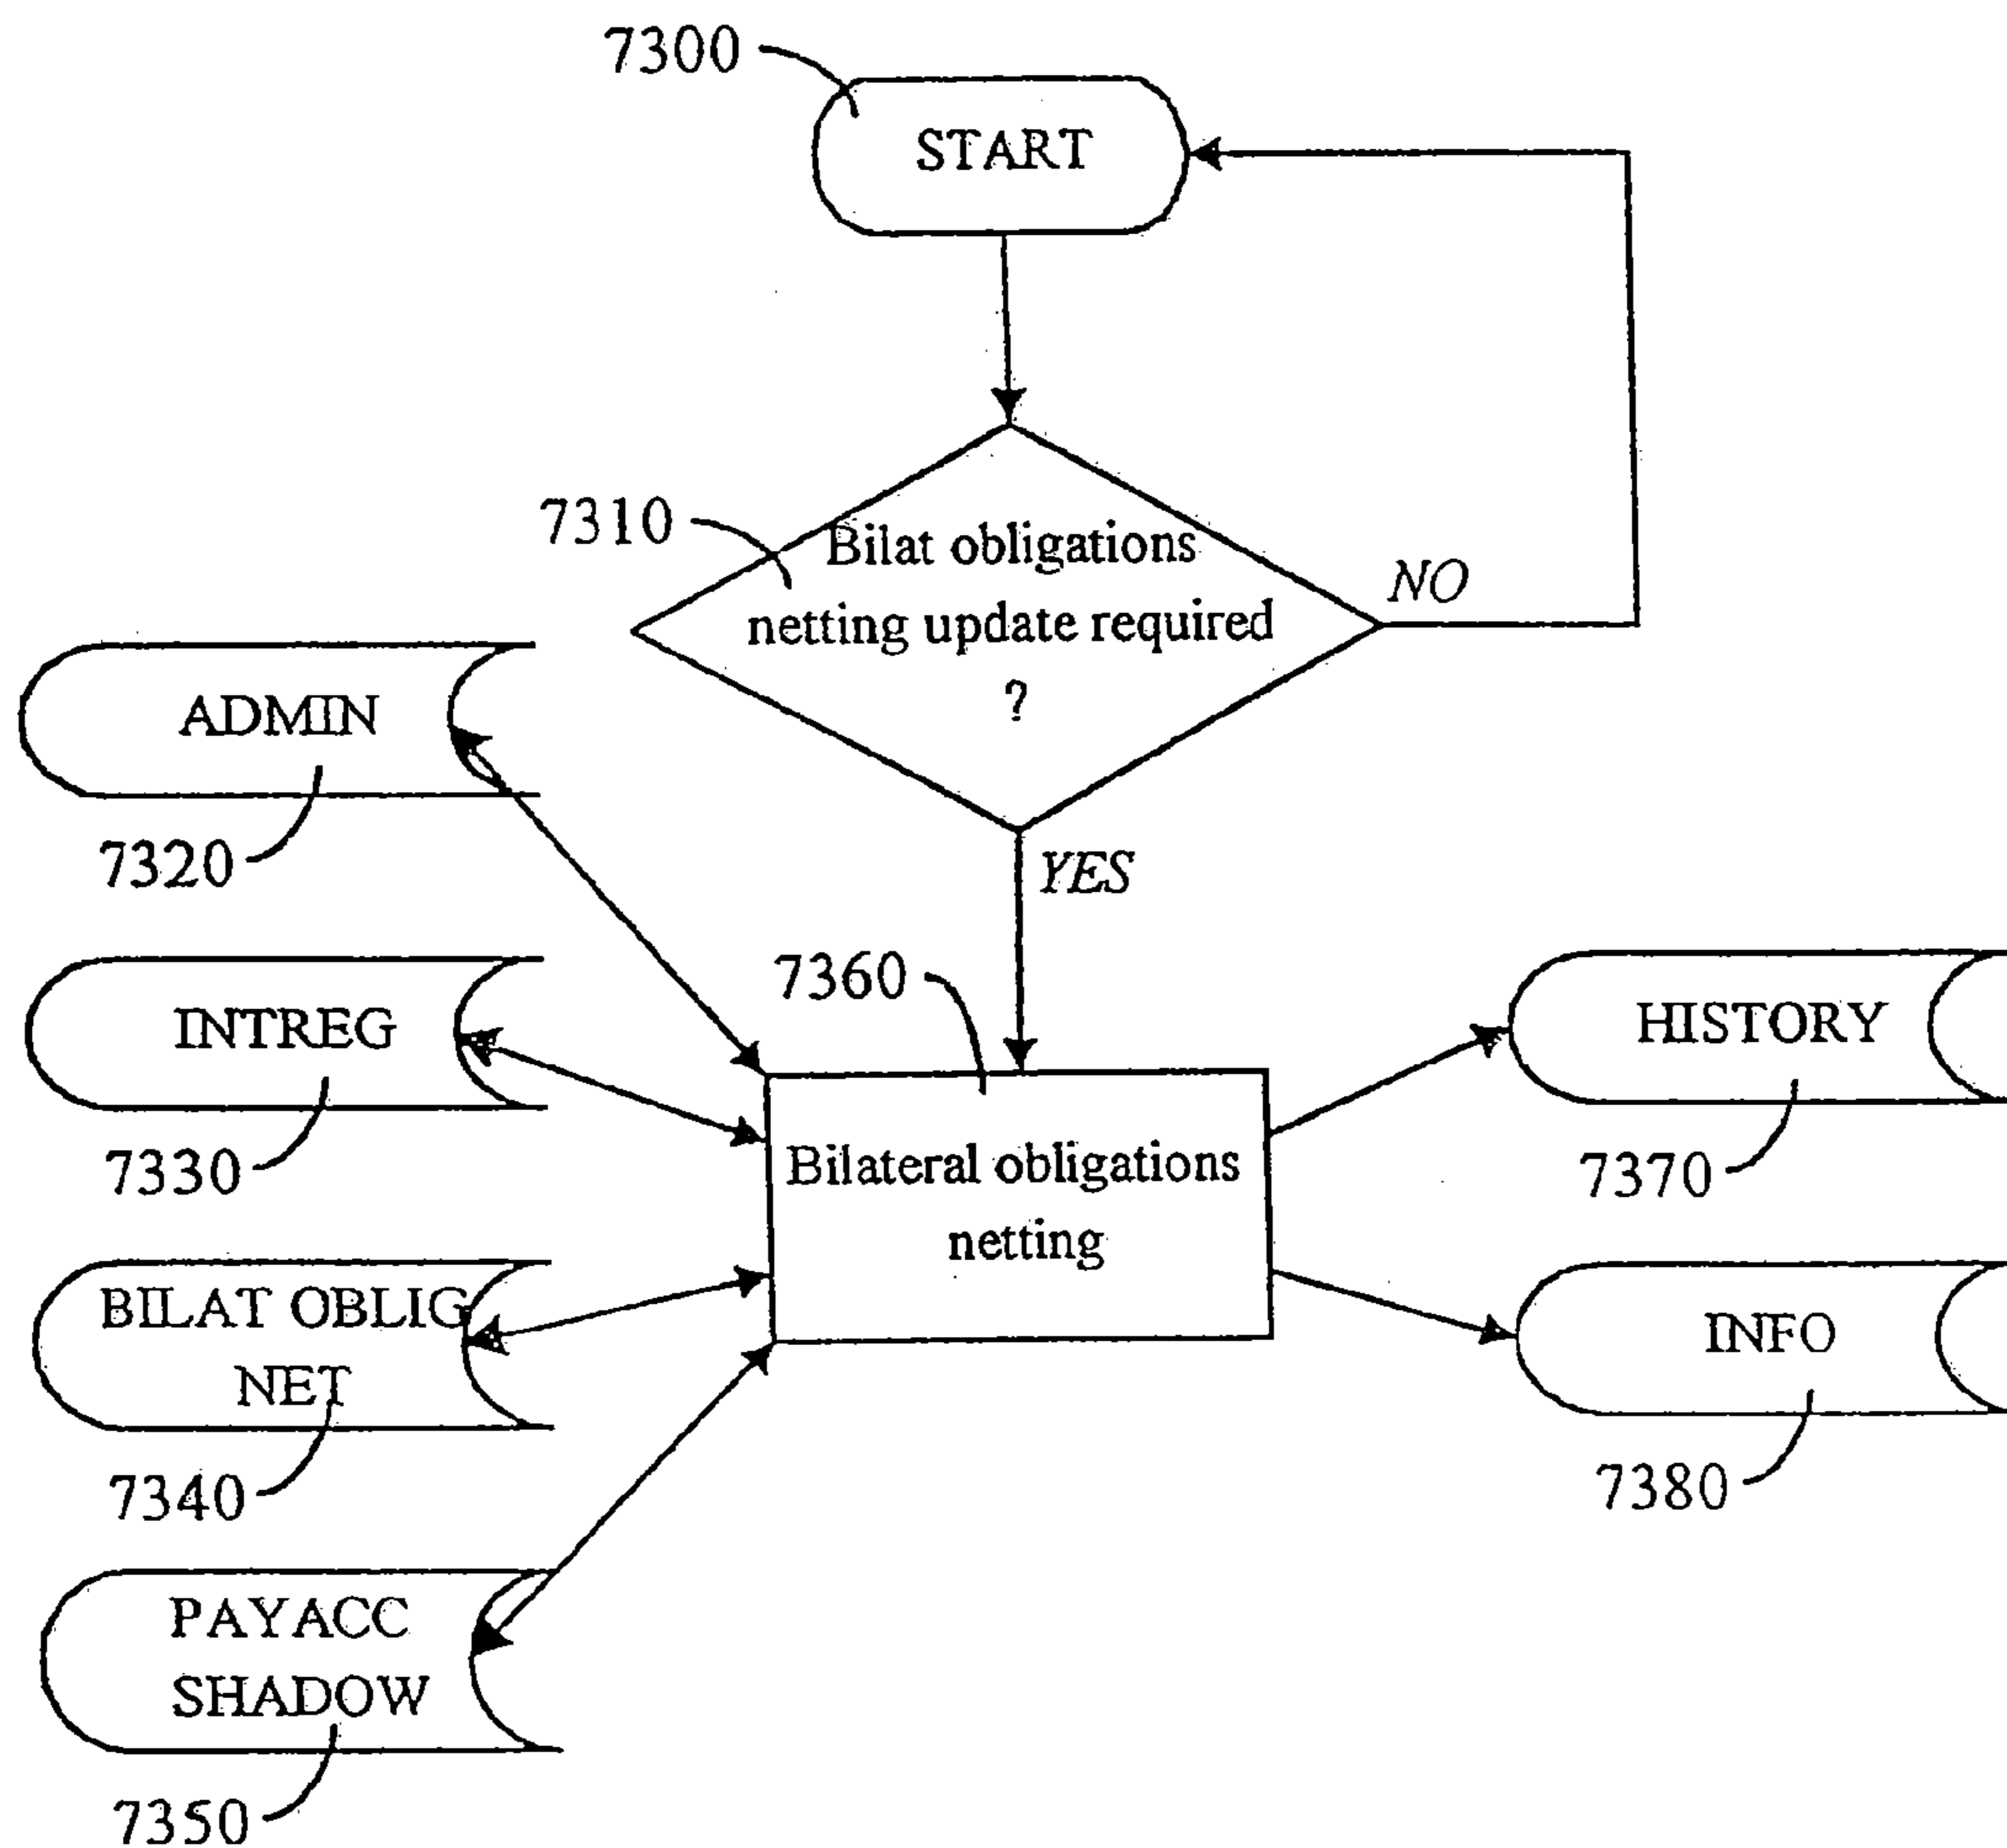 7300
START
7310
Bilat obligations
netting update required
?
NO
ADMIN
7320
YES
INTREG
7330
7360
Bilateral obligations
netting
HISTORY
7370
BILAT OBLIG
NET
7340
INFO
7380
PAYACC
SHADOW
7350